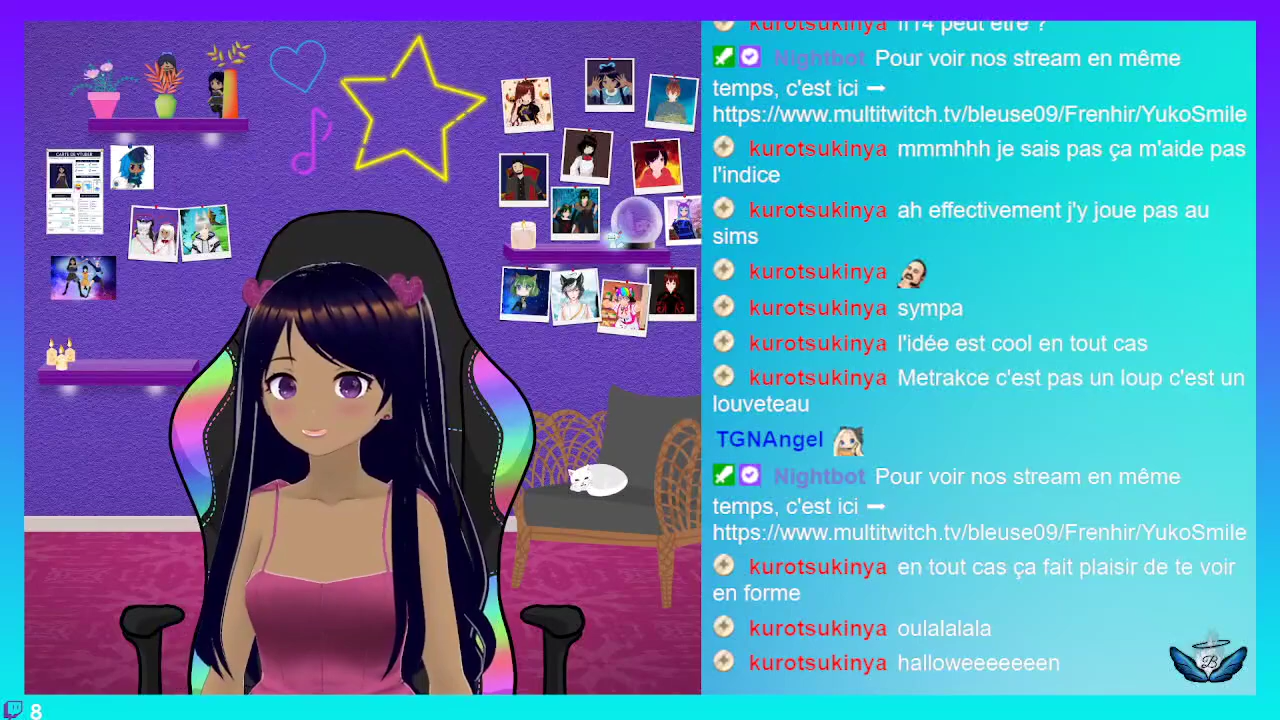 kurotsukinya ff14 peut être ?
Nightbot Pour voir nos stream en même
temps, c'est ici ➡
https://www.multitwitch.tv/bleuse09/Frenhir/YukoSmile
kurotsukinya mmmhhh je sais pas ça m'aide pas
l'indice
kurotsukinya ah effectivement j'y joue pas au
sims
kurotsukinya
kurotsukinya sympa
kurotsukinya l'idée est cool en tout cas
kurotsukinya Metrakce c'est pas un loup c'est un
louveteau
TGNAngel
Nightbot Pour voir nos stream en même
temps, c'est ici ➡
https://www.multitwitch.tv/bleuse09/Frenhir/YukoSmile
kurotsukinya en tout cas ça fait plaisir de te voir
en forme
kurotsukinya oulalalala
kurotsukinya halloweeeeeeen
B
8
CARTE DE VTUBER